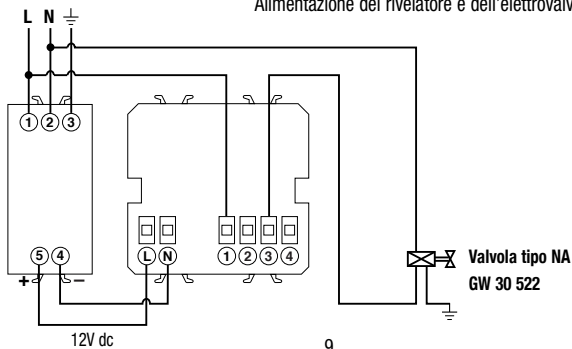 Alimentazione del rivelatore e dell'elettrovalv
L N
1 2 3
5 4
+ −
L N 1 2 3 4
Valvola tipo NA
GW 30 522
12V dc
9